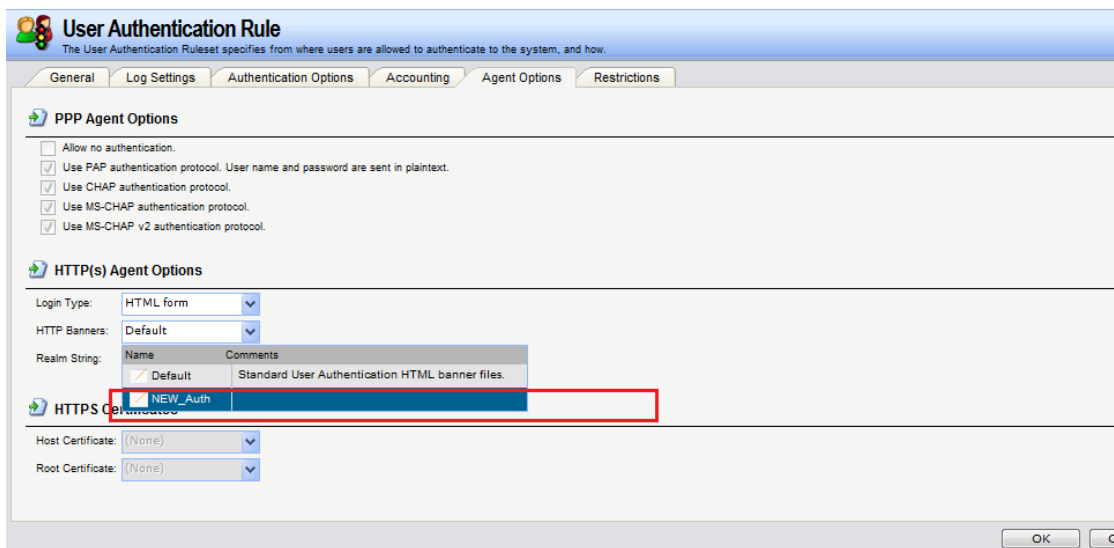 User Authentication Rule
The User Authentication Ruleset specifies from where users are allowed to authenticate to the system, and how.
General Log Settings Authentication Options Accounting Agent Options Restrictions
PPP Agent Options
Allow no authentication.
Use PAP authentication protocol. User name and password are sent in plaintext.
Use CHAP authentication protocol.
Use MS-CHAP authentication protocol.
Use MS-CHAP v2 authentication protocol.
HTTP(s) Agent Options
Login Type: HTML form
HTTP Banners: Default
Realm String: Name Comments
Default Standard User Authentication HTML banner files.
NEW_Auth
HTTPS Certificates
Host Certificate: (None)
Root Certificate: (None)
OK